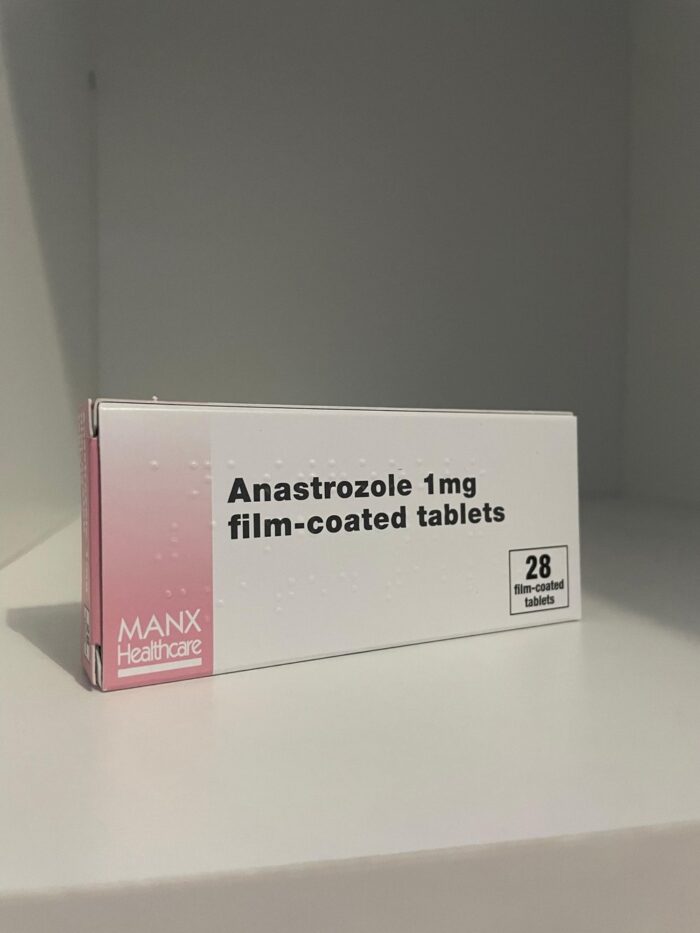 Anastrozole 1mg
film-coated tablets
28
film-coated
tablets
MANX
Healthcare